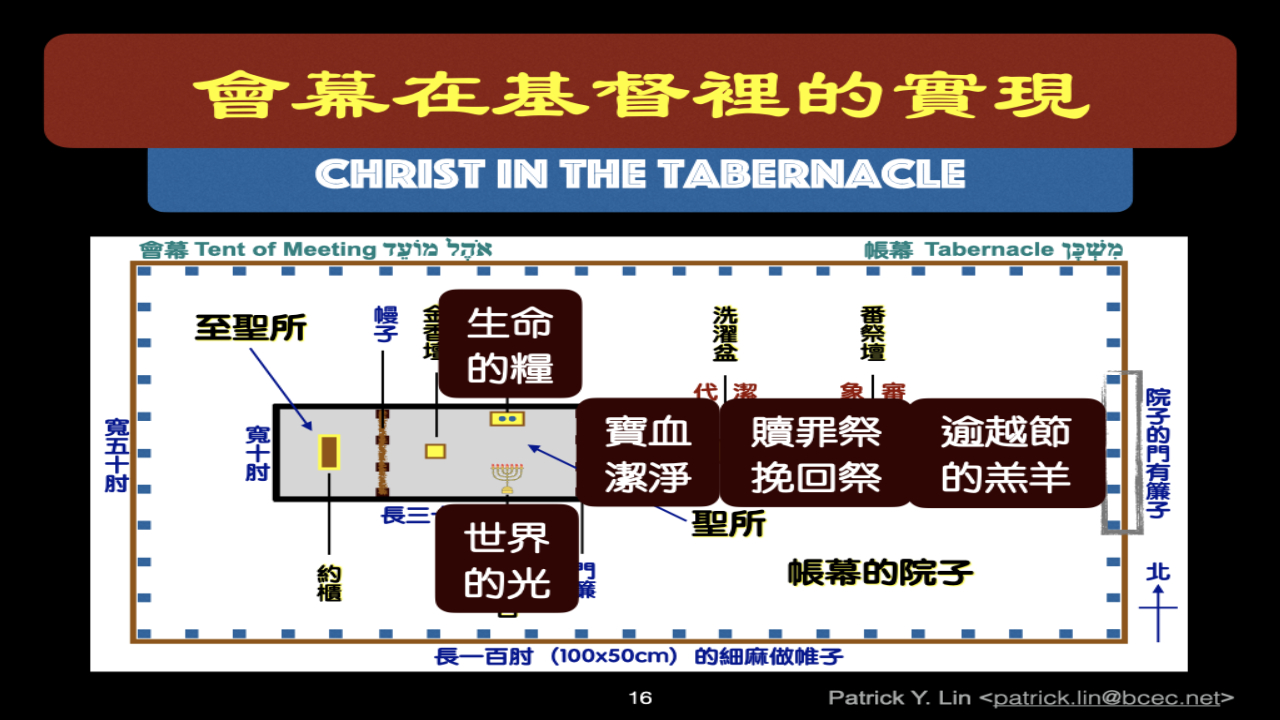 會幕在基督裡的實現
CHRIST IN THE TABERNACLE
會幕 Tent of Meeting אֹהֶל מוֹעֵד
帳幕 Tabernacle מִשְׁכָּן
至聖所
幔子
金香壇
生命
的糧
洗濯盆
番祭壇
代 潔
象 審
寬五十肘
寬十肘
寶血
潔淨
贖罪祭
挽回祭
逾越節
的羔羊
院子的門有簾子
長三
聖所
世界
的光
門簾
約櫃
帳幕的院子
北
長一百肘 (100x50cm) 的細麻做帷子
16
Patrick Y. Lin <patrick.lin@bcec.net>